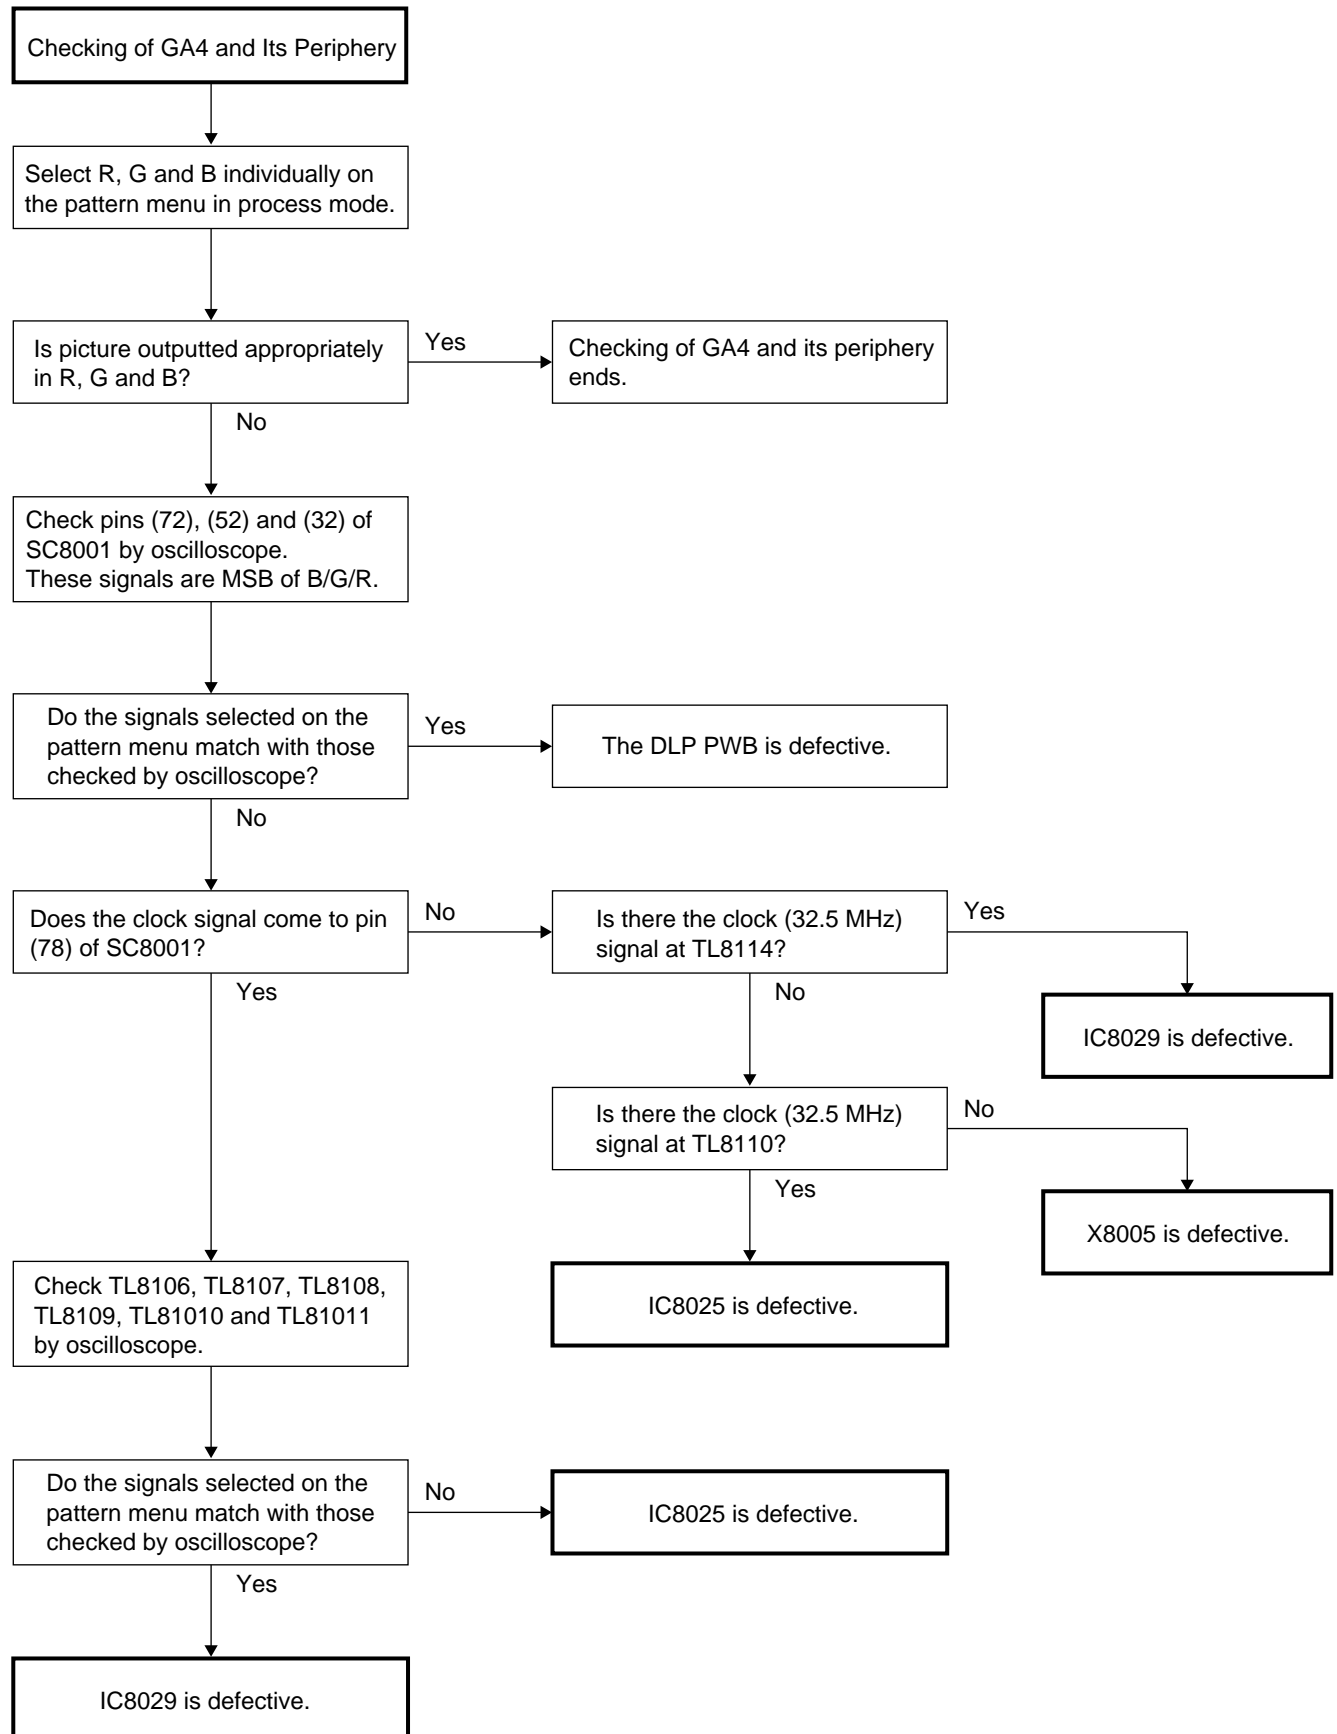 Checking of GA4 and Its Periphery
Select R, G and B individually on
the pattern menu in process mode.
Is picture outputted appropriately
in R, G and B?
Yes
Checking of GA4 and its periphery
ends.
No
Check pins (72), (52) and (32) of
SC8001 by oscilloscope.
These signals are MSB of B/G/R.
Do the signals selected on the
pattern menu match with those
checked by oscilloscope?
Yes
The DLP PWB is defective.
No
Does the clock signal come to pin
(78) of SC8001?
No
Is there the clock (32.5 MHz)
signal at TL8114?
Yes
IC8029 is defective.
Yes
No
Is there the clock (32.5 MHz)
signal at TL8110?
No
X8005 is defective.
Yes
IC8025 is defective.
Check TL8106, TL8107, TL8108,
TL8109, TL81010 and TL81011
by oscilloscope.
Do the signals selected on the
pattern menu match with those
checked by oscilloscope?
No
IC8025 is defective.
Yes
IC8029 is defective.